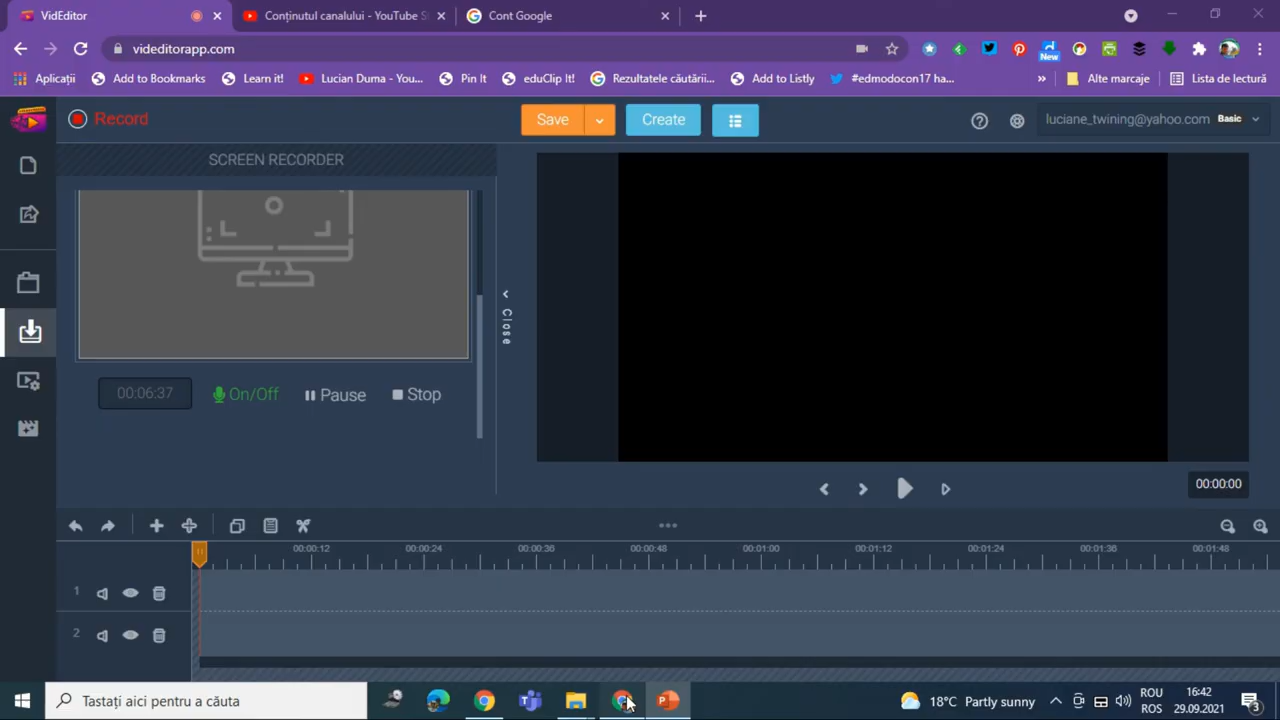 VidEditor
Conținutul canalului - YouTube S
Cont Google
videditorapp.com
New
Aplicații
Add to Bookmarks
Learn it!
Lucian Duma - You...
Pin It
eduClip It!
Rezultatele căutării...
Add to Listly
#edmodocon17 ha...
»
Alte marcaje
Lista de lectură
Record
Save
Create
luciane_twining@yahoo.com
Basic
SCREEN RECORDER
Close
00:06:37
On/Off
Pause
Stop
00:00:00
00:00:12
00:00:24
00:00:36
00:00:48
00:01:00
00:01:12
00:01:24
00:01:36
00:01:48
1
2
Tastați aici pentru a căuta
18°C Partly sunny
ROU
ROS
16:42
29.09.2021
3